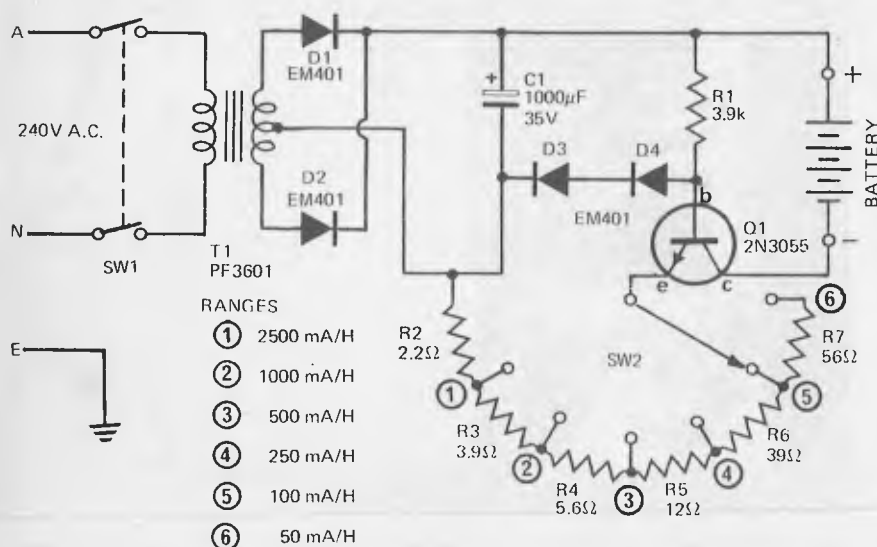 A
240V A.C.
N
SW1
T1
PF3601
D1
EM401
D2
EM401
+
C1
1000µF
35V
D3
D4
EM401
R1
3.9k
b
e
c
Q1
2N3055
+
BATTERY
−
E
RANGES
1 2500 mA/H
2 1000 mA/H
3 500 mA/H
4 250 mA/H
5 100 mA/H
6 50 mA/H
R2
2.2Ω
1
R3
3.9Ω
2
R4
5.6Ω
3
R5
12Ω
4
R6
39Ω
5
R7
56Ω
6
SW2